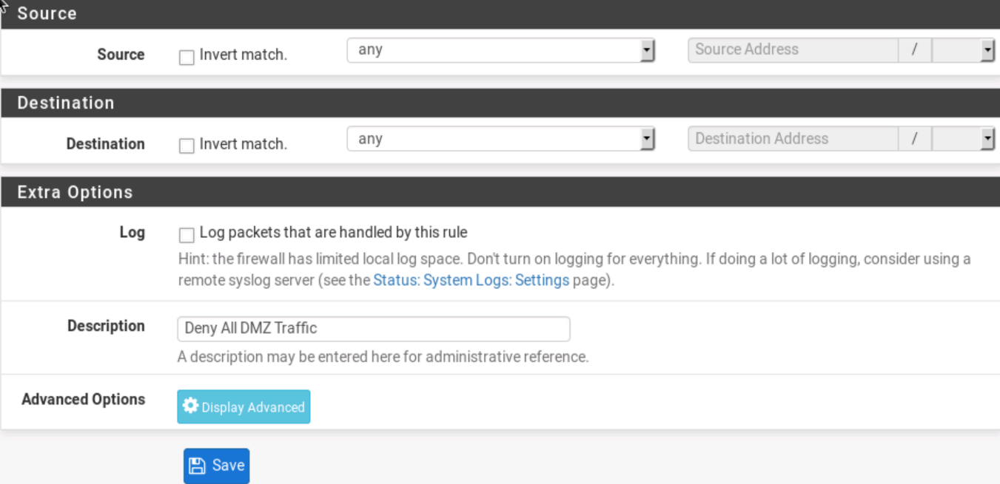 Source
Source Invert match. any Source Address /
Destination
Destination Invert match. any Destination Address /
Extra Options
Log Log packets that are handled by this rule
Hint: the firewall has limited local log space. Don't turn on logging for everything. If doing a lot of logging, consider using a
remote syslog server (see the Status: System Logs: Settings page).
Description Deny All DMZ Traffic
A description may be entered here for administrative reference.
Advanced Options Display Advanced
Save